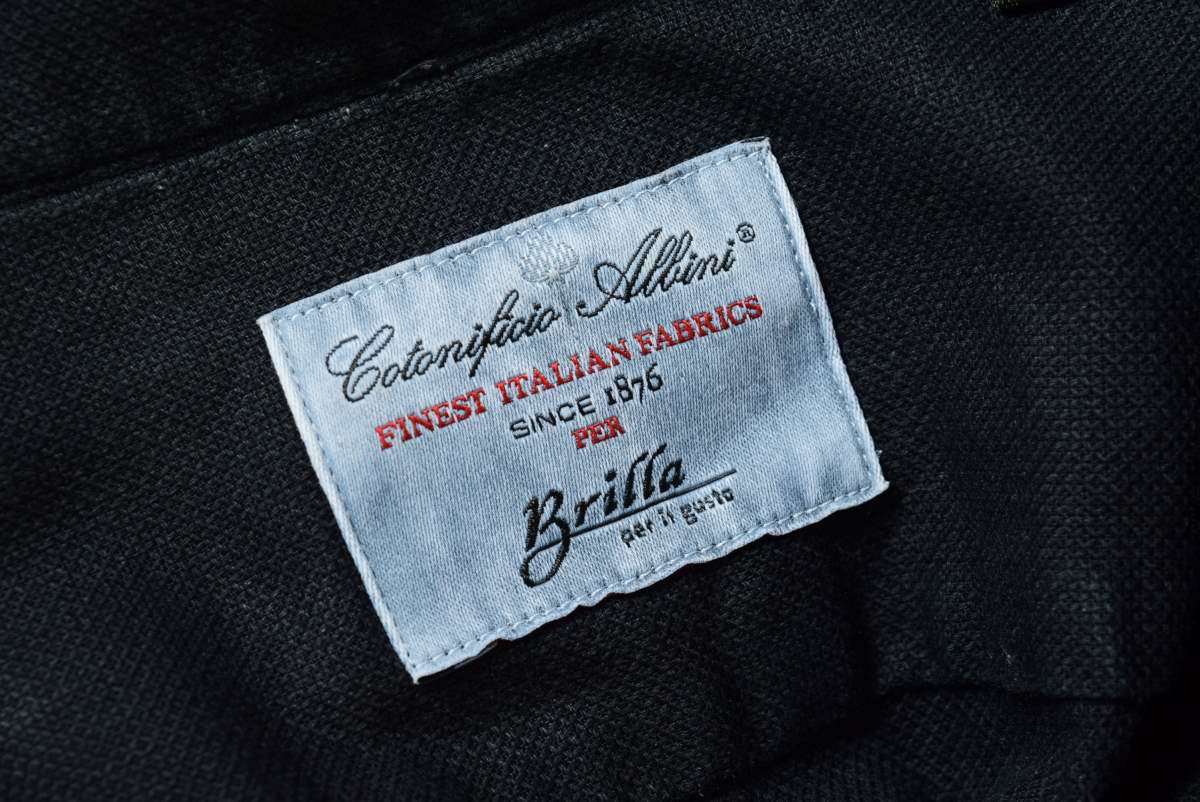 Cotonificio Albini®
FINEST ITALIAN FABRICS
SINCE 1876
PER
Brilla
per il gusto